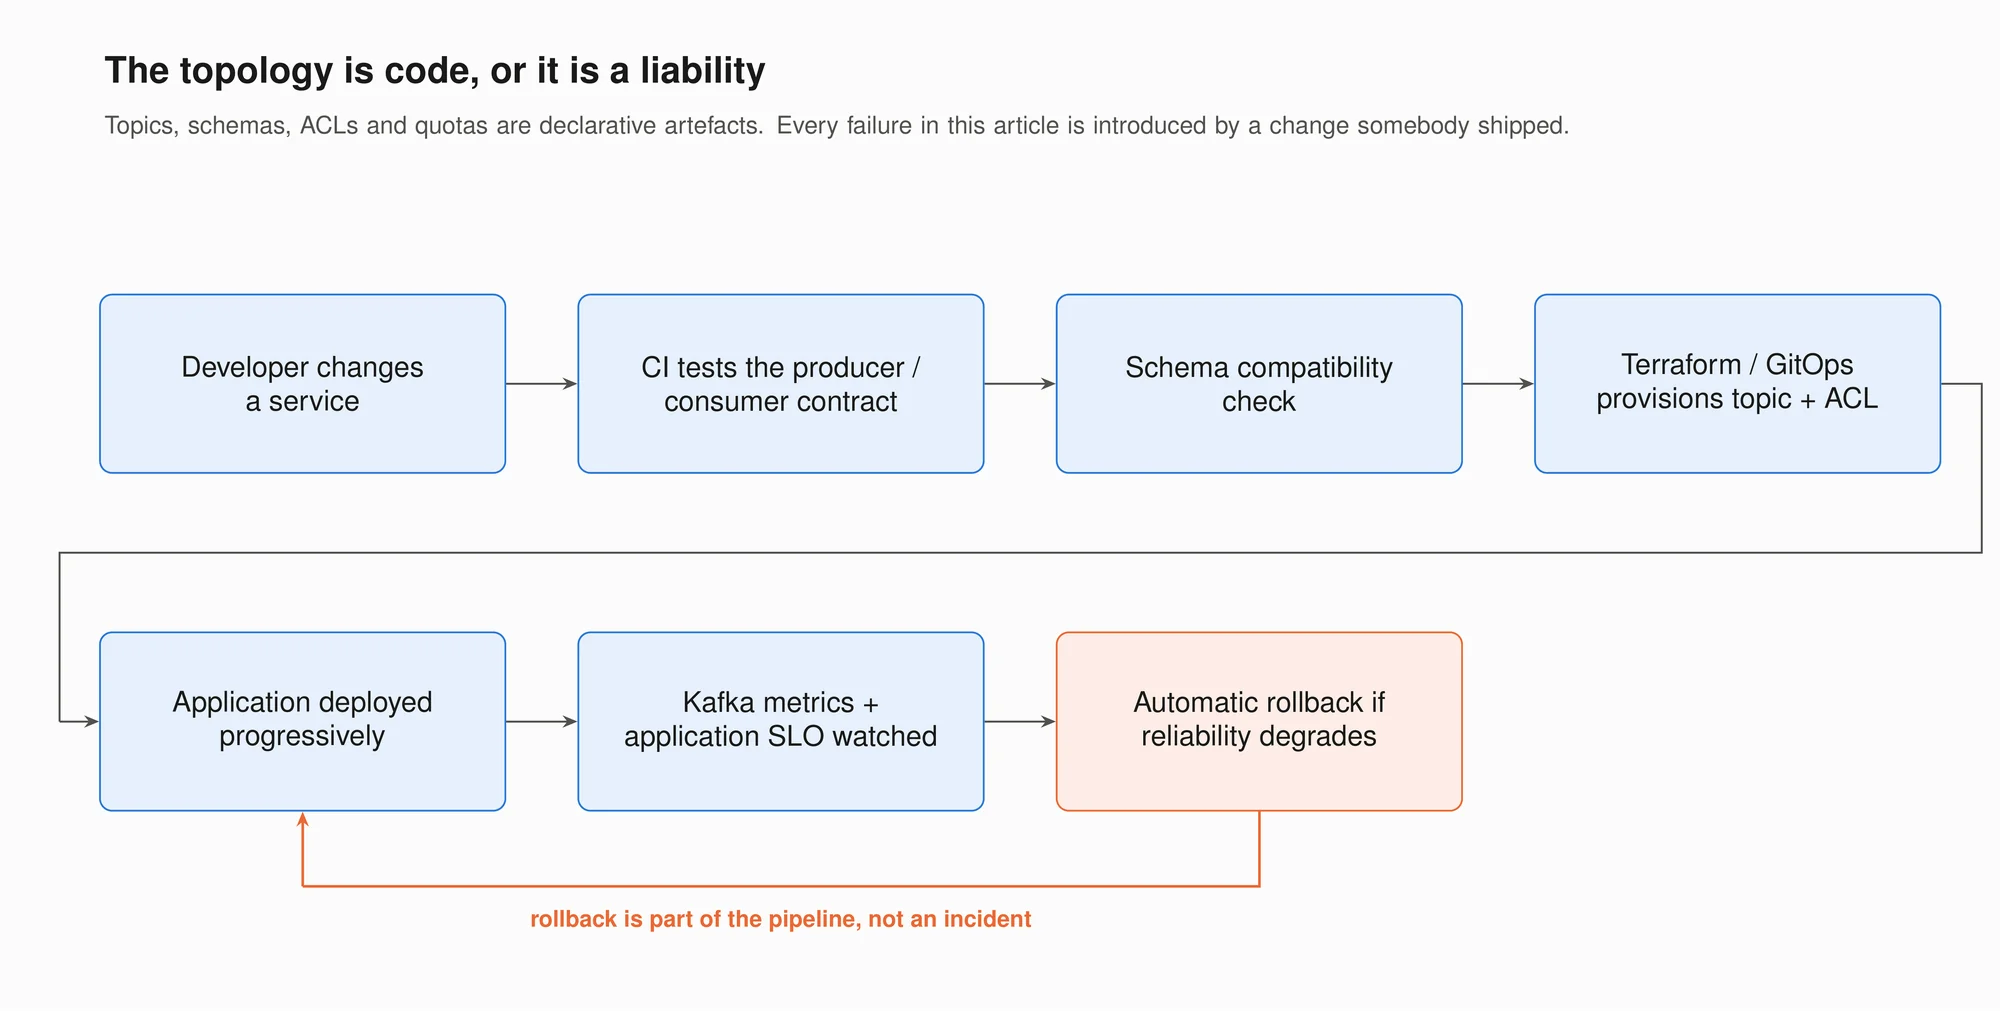 The topology is code, or it is a liability
Topics, schemas, ACLs and quotas are declarative artefacts. Every failure in this article is introduced by a change somebody shipped.
Developer changes
a service
CI tests the producer /
consumer contract
Schema compatibility
check
Terraform / GitOps
provisions topic + ACL
Application deployed
progressively
Kafka metrics +
application SLO watched
Automatic rollback if
reliability degrades
rollback is part of the pipeline, not an incident